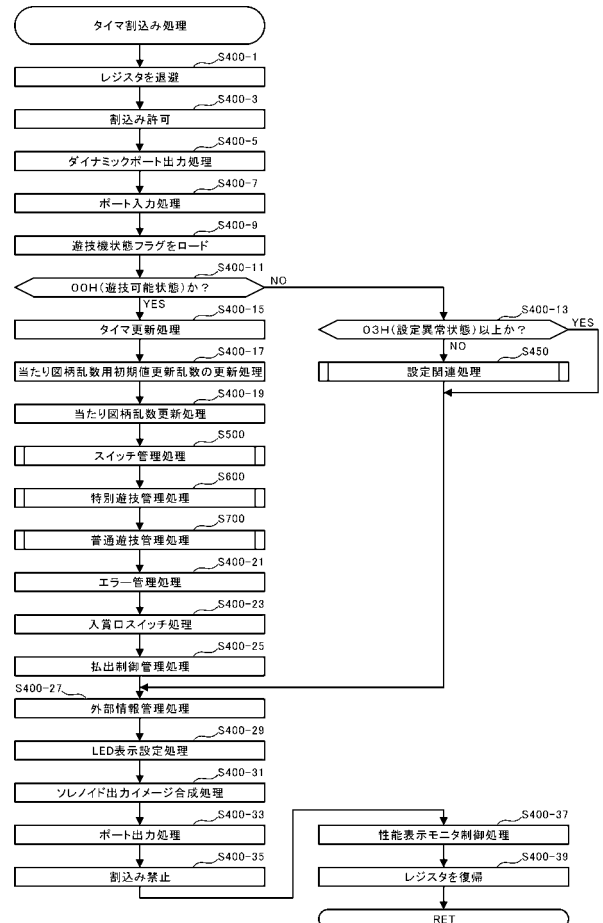 タイマ割込み処理
S400-1
レジスタを退避
S400-3
割込み許可
S400-5
ダイナミックポート出力処理
S400-7
ポート入力処理
S400-9
遊技機状態フラグをロード
S400-11
00H(遊技可能状態)か?
NO
YES
S400-13
03H(設定異常状態)以上か?
YES
NO
S450
設定関連処理
S400-15
タイマ更新処理
S400-17
当たり図柄乱数用初期値更新乱数の更新処理
S400-19
当たり図柄乱数更新処理
S500
スイッチ管理処理
S600
特別遊技管理処理
S700
普通遊技管理処理
S400-21
エラー管理処理
S400-23
入賞口スイッチ処理
S400-25
払出制御管理処理
S400-27
外部情報管理処理
S400-29
LED表示設定処理
S400-31
ソレノイド出力イメージ合成処理
S400-33
ポート出力処理
S400-35
割込み禁止
S400-37
性能表示モニタ制御処理
S400-39
レジスタを復帰
RET